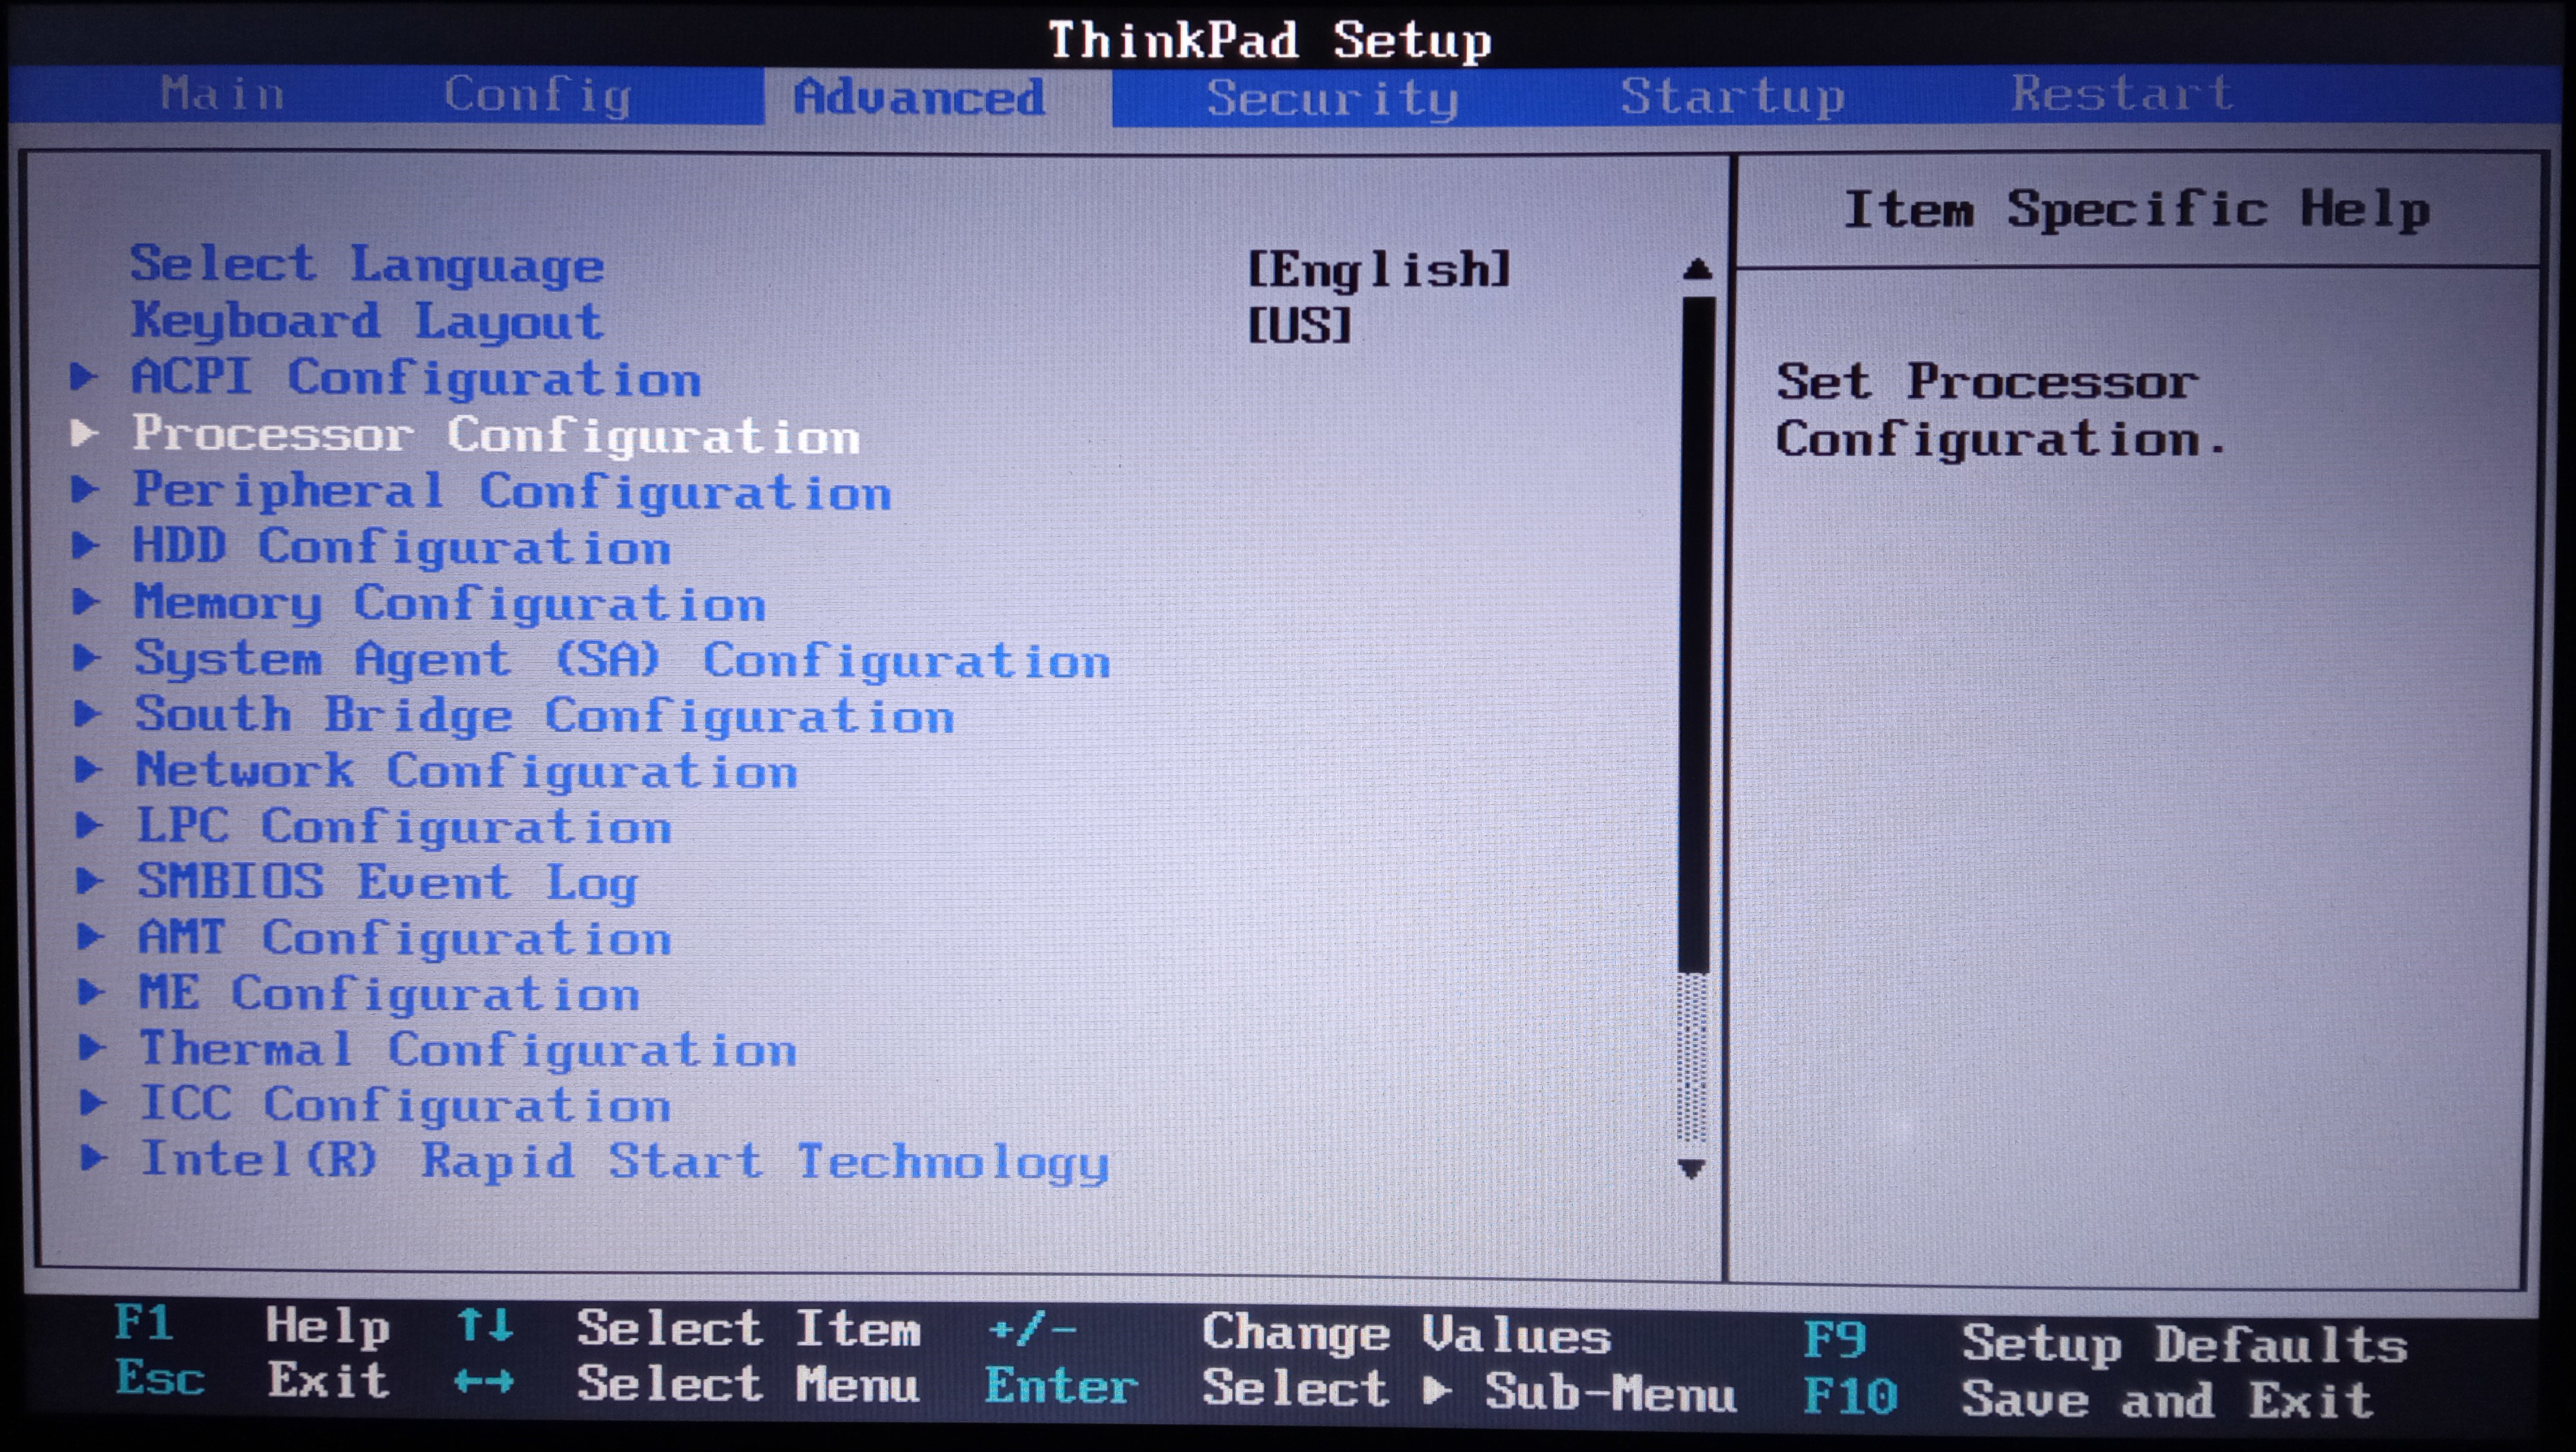 ThinkPad Setup
Main Config Advanced Security Startup Restart
Item Specific Help
Select Language [English]
Keyboard Layout [US]
▶ ACPI Configuration
▶ Processor Configuration
▶ Peripheral Configuration
▶ HDD Configuration
▶ Memory Configuration
▶ System Agent (SA) Configuration
▶ South Bridge Configuration
▶ Network Configuration
▶ LPC Configuration
▶ SMBIOS Event Log
▶ AMT Configuration
▶ ME Configuration
▶ Thermal Configuration
▶ ICC Configuration
▶ Intel(R) Rapid Start Technology
Set Processor
Configuration.
F1 Help ↑↓ Select Item +/- Change Values F9 Setup Defaults
Esc Exit ←→ Select Menu Enter Select ▶ Sub-Menu F10 Save and Exit